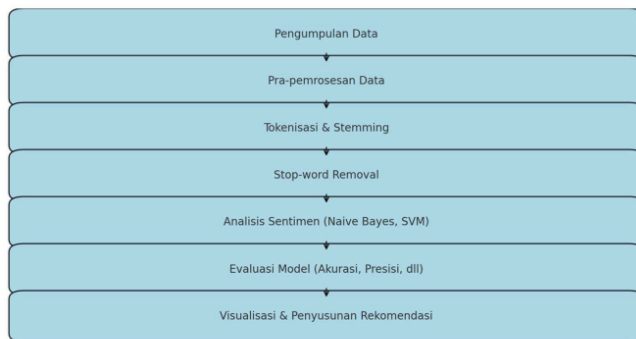 Pengumpulan Data
Pra-pemrosesan Data
Tokenisasi & Stemming
Stop-word Removal
Analisis Sentimen (Naive Bayes, SVM)
Evaluasi Model (Akurasi, Presisi, dll)
Visualisasi & Penyusunan Rekomendasi